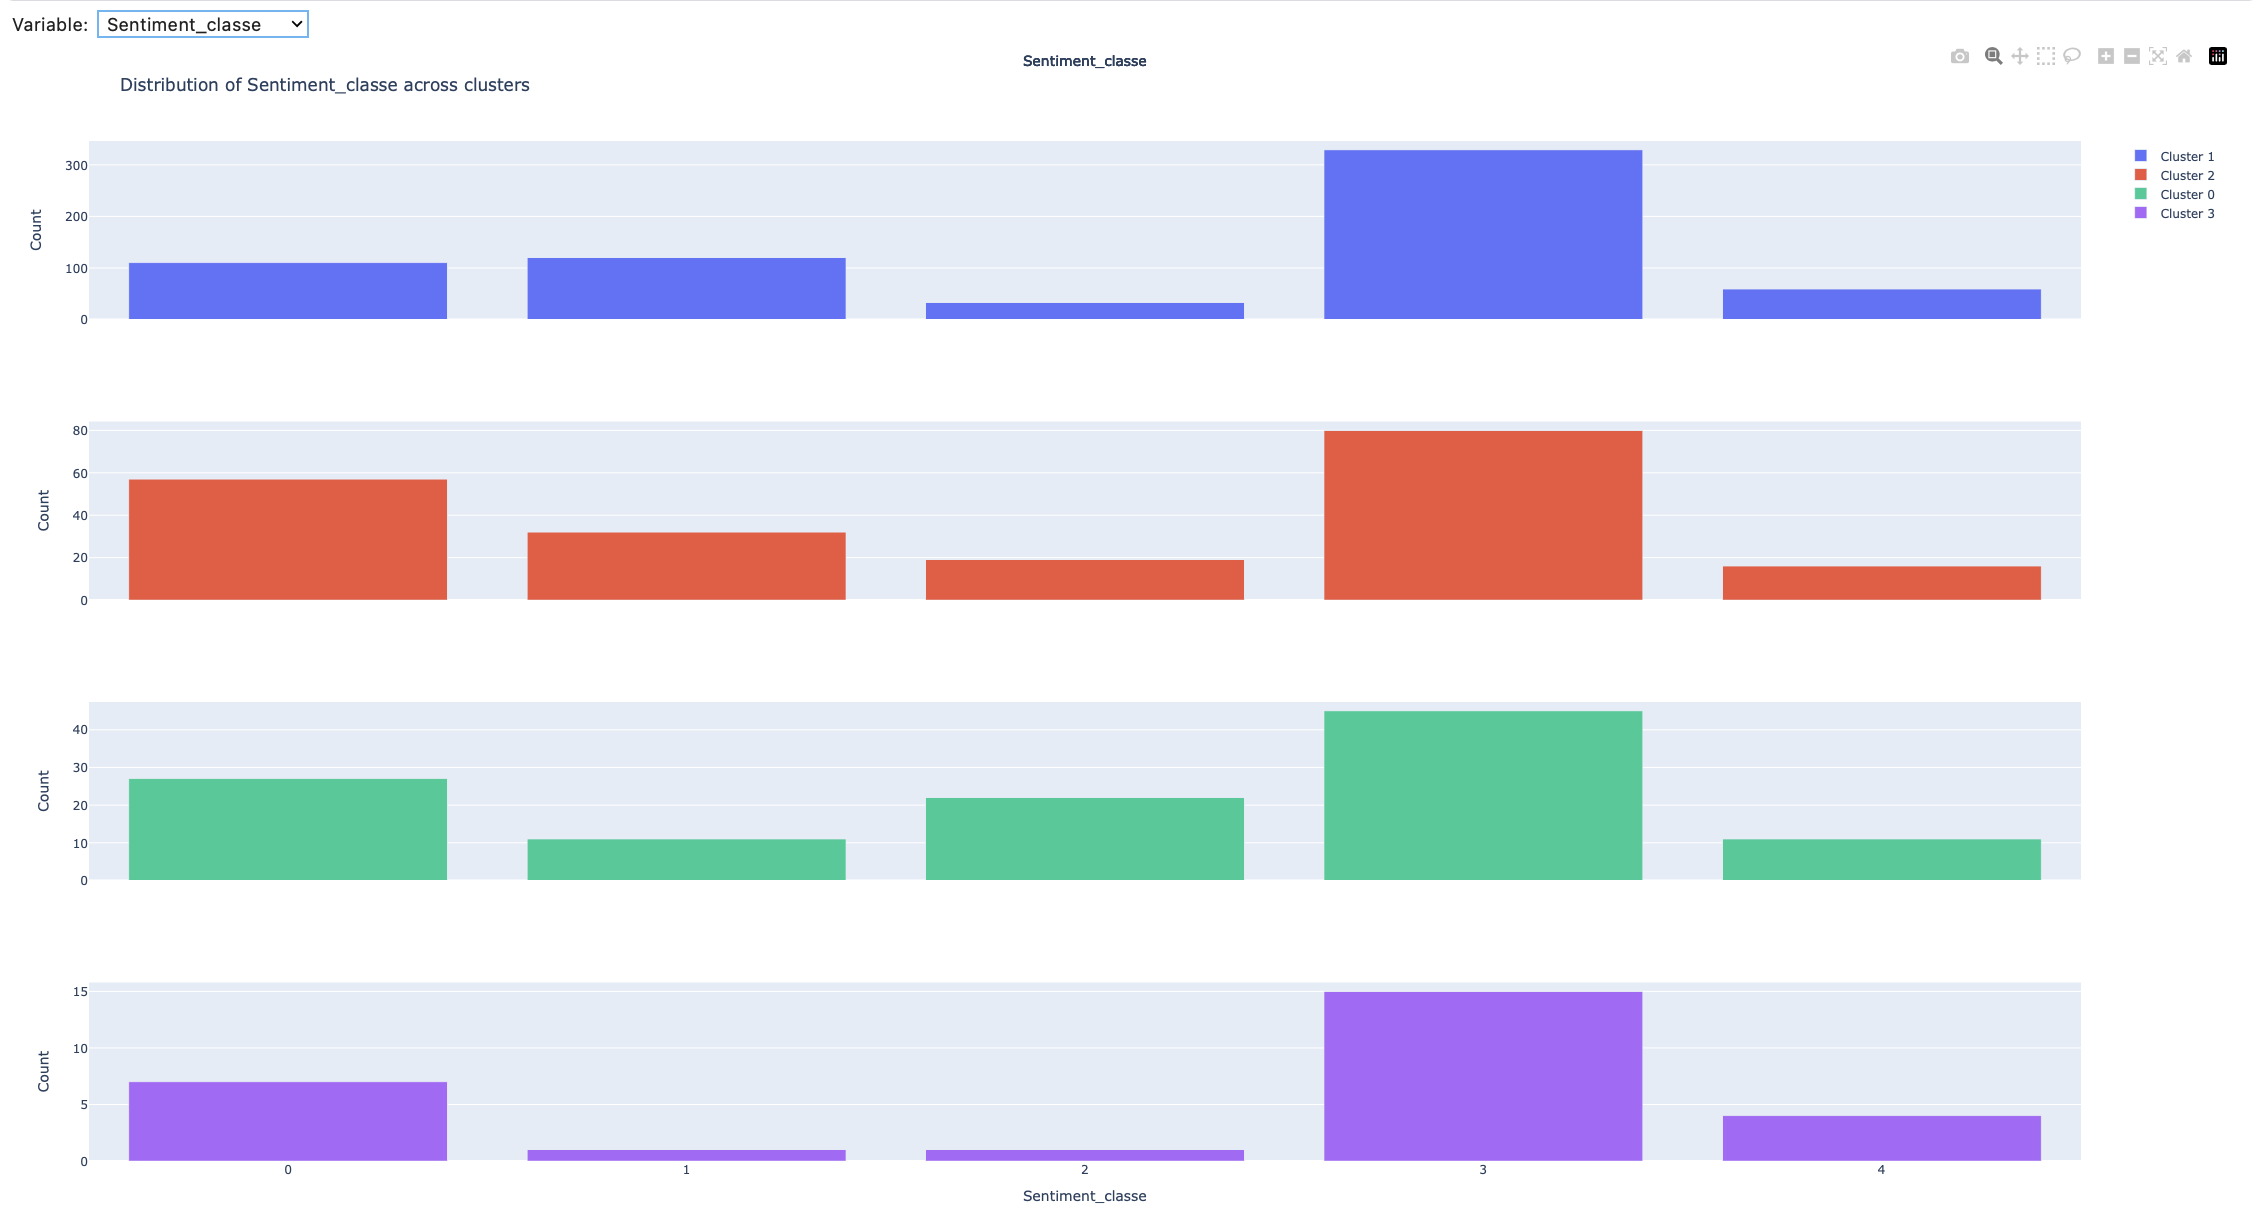 Variable: Sentiment_classe
Sentiment_classe
Distribution of Sentiment_classe across clusters
Cluster 1
Cluster 2
Cluster 0
Cluster 3
Count
300
200
100
0
Count
80
60
40
20
0
Count
40
30
20
10
0
Count
15
10
5
0
0 1 2 3 4
Sentiment_classe